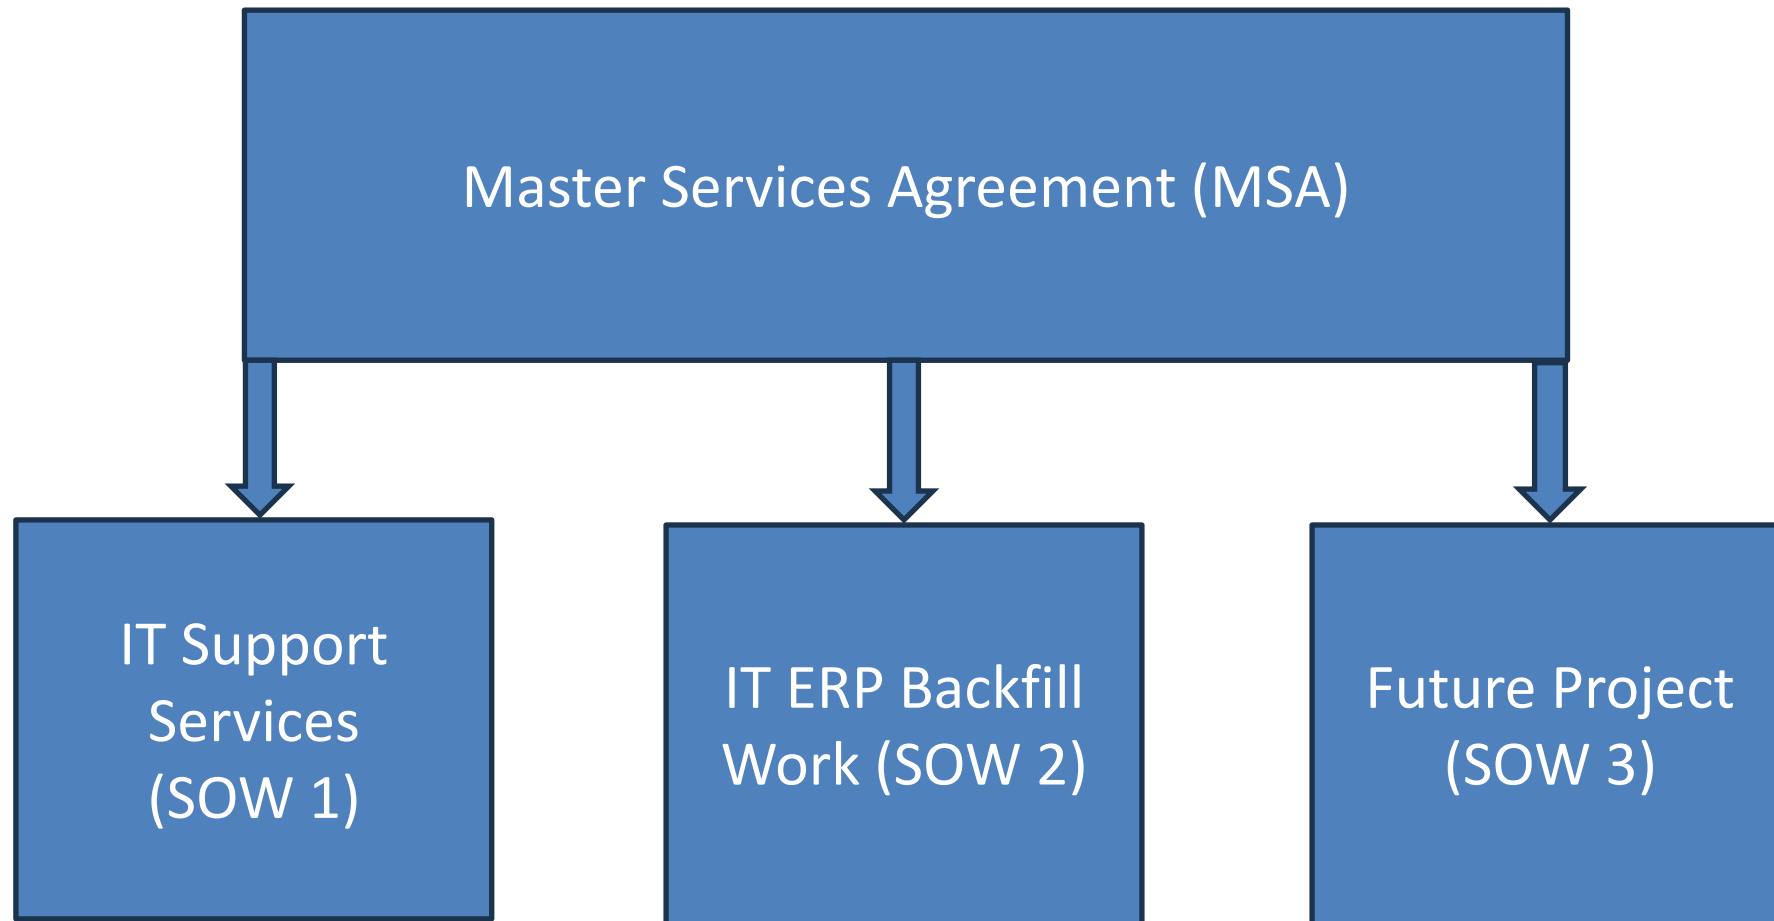 Master Services Agreement (MSA)
IT Support
Services
(SOW 1)
IT ERP Backfill
Work (SOW 2)
Future Project
(SOW 3)